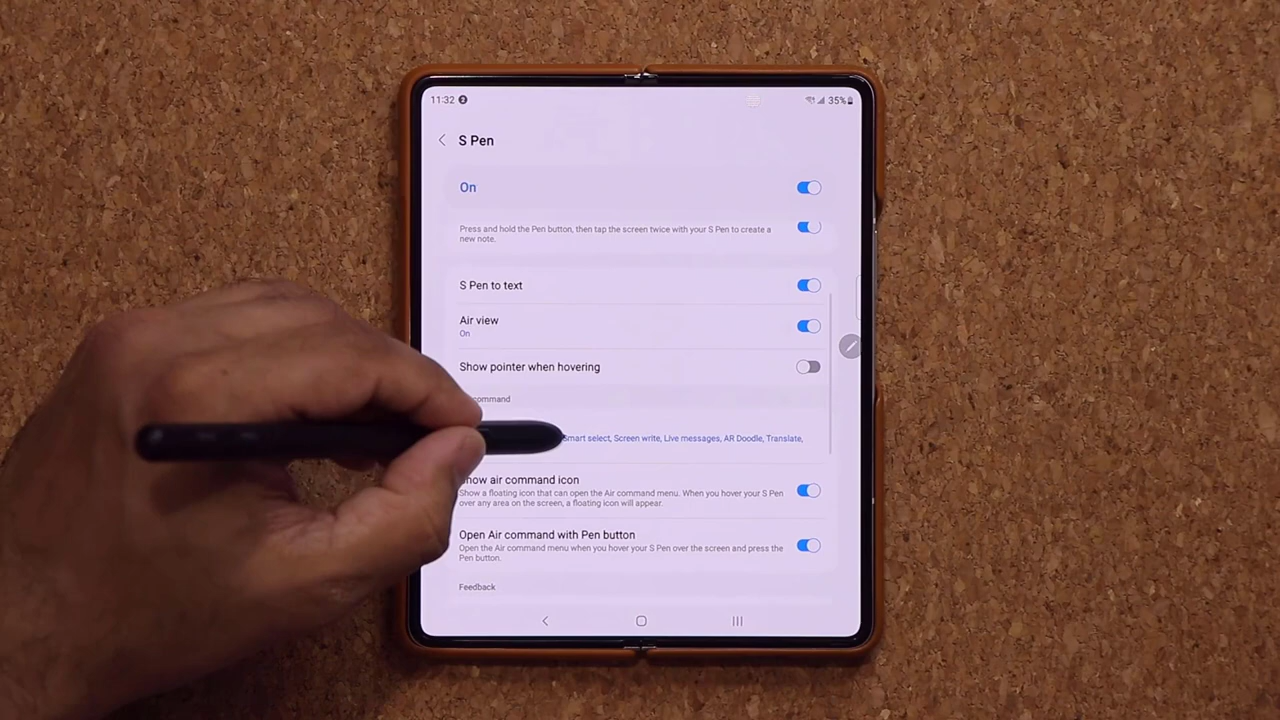 11:32
35%
S Pen
On
Press and hold the Pen button, then tap the screen twice with your S Pen to create a
new note.
S Pen to text
Air view
On
Show pointer when hovering
command
Smart select, Screen write, Live messages, AR Doodle, Translate,
Show air command icon
Show a floating icon that can open the Air command menu. When you hover your S Pen
over any area on the screen, a floating icon will appear.
Open Air command with Pen button
Open the Air command menu when you hover your S Pen over the screen and press the
Pen button.
Feedback